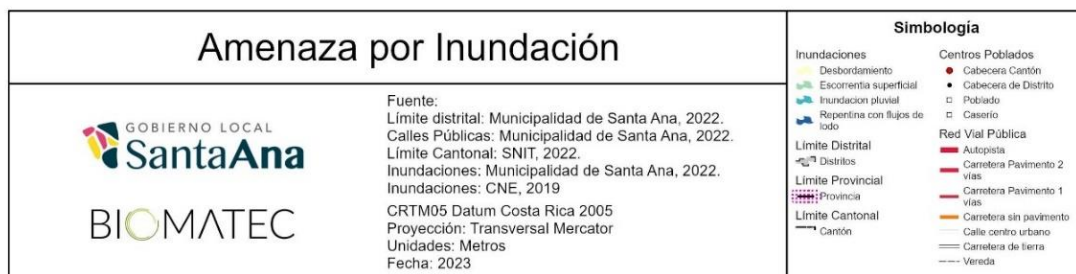 Amenaza por Inundación
GOBIERNO LOCAL
SantaAna
BIOMATEC
Fuente:
Límite distrital: Municipalidad de Santa Ana, 2022.
Calles Públicas: Municipalidad de Santa Ana, 2022.
Límite Cantonal: SNIT, 2022.
Inundaciones: Municipalidad de Santa Ana, 2022.
Inundaciones: CNE, 2019
CRTM05 Datum Costa Rica 2005
Proyección: Transversal Mercator
Unidades: Metros
Fecha: 2023
Simbología
Inundaciones
Desbordamiento
Escorrentia superficial
Inundacion pluvial
Repentina con flujos de
lodo
Límite Distrital
Distritos
Límite Provincial
Provincia
Límite Cantonal
Cantón
Centros Poblados
Cabecera Cantón
Cabecera de Distrito
Poblado
Caserío
Red Vial Pública
Autopista
Carretera Pavimento 2
vías
Carretera Pavimento 1
vías
Carretera sin pavimento
Calle centro urbano
Carretera de tierra
Vereda